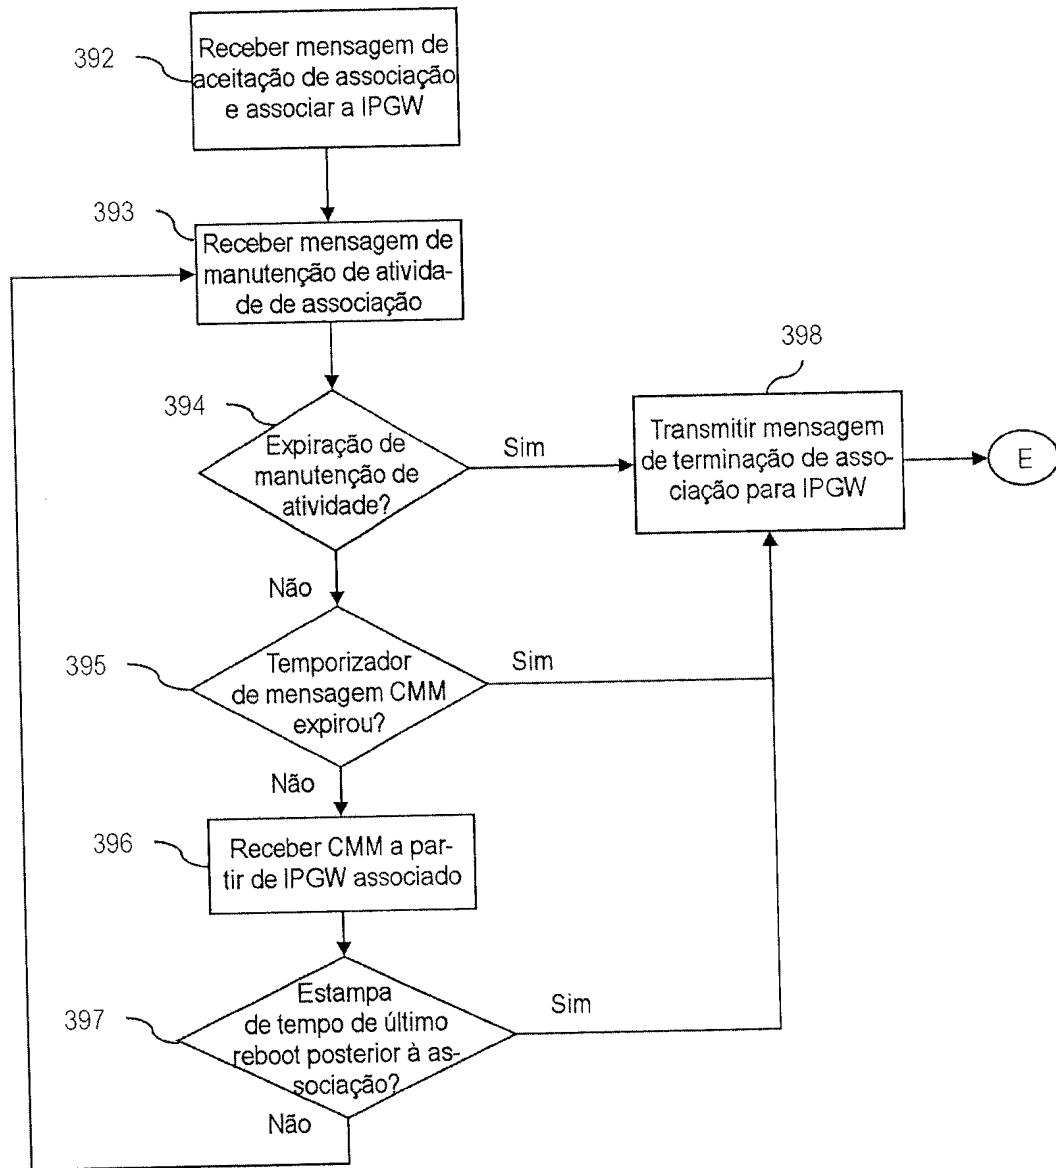 392
Receber mensagem de
aceitação de associação
e associar a IPGW
393
Receber mensagem de
manutenção de ativida-
de de associação
394
Expiração de
manutenção de
atividade?
Sim
398
Transmitir mensagem
de terminação de asso-
ciação para IPGW
E
Não
395
Temporizador
de mensagem CMM
expirou?
Sim
Não
396
Receber CMM a par-
tir de IPGW associado
397
Estampa
de tempo de último
reboot posterior à as-
sociação?
Sim
Não